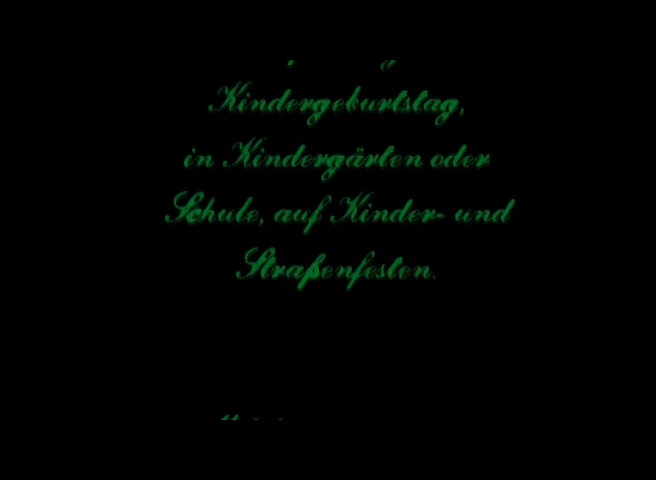 Kindergeburtstag,
in Kindergärten oder
Schule, auf Kinder- und
Straßenfesten.